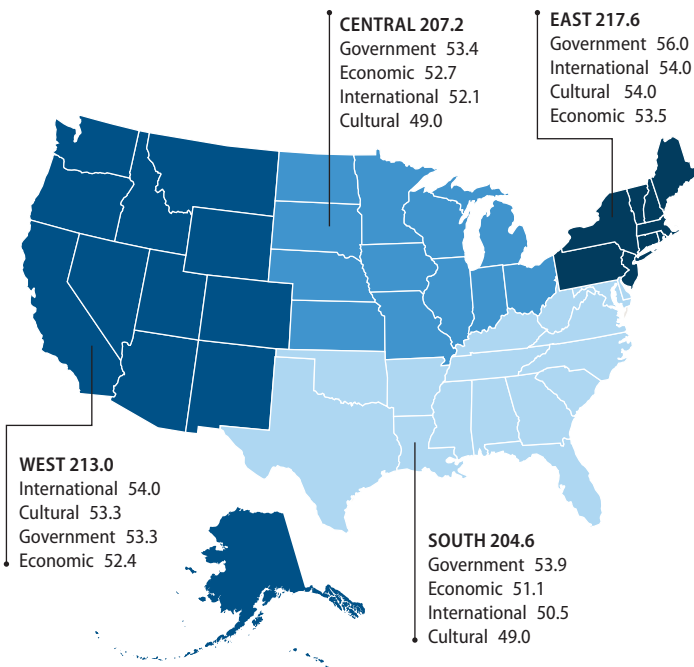 CENTRAL 207.2
Government 53.4
Economic 52.7
International 52.1
Cultural 49.0
EAST 217.6
Government 56.0
International 54.0
Cultural 54.0
Economic 53.5
WEST 213.0
International 54.0
Cultural 53.3
Government 53.3
Economic 52.4
SOUTH 204.6
Government 53.9
Economic 51.1
International 50.5
Cultural 49.0